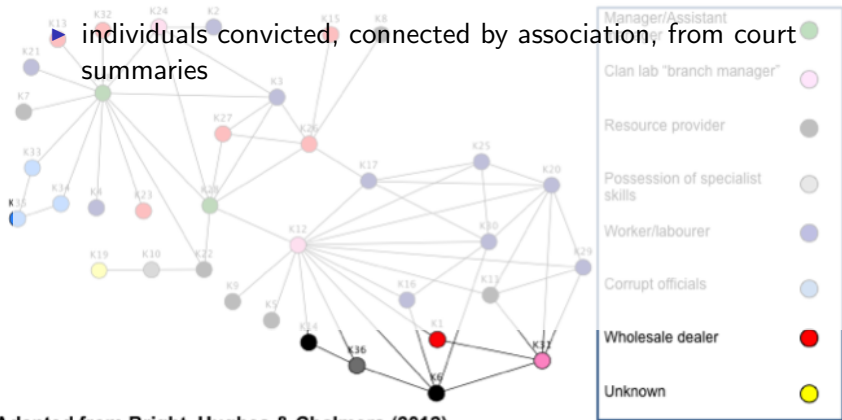 individuals convicted, connected by association, from court
summaries
K13
K32
K24
K2
K15
K8
K21
K3
K7
K27
K26
K25
K33
K17
K20
K34
K4
K23
K35
K12
K30
K19
K10
K22
K29
K9
K16
K11
K5
K1
K14
K36
K31
K6
Manager/Assistant
Clan lab "branch manager"
Resource provider
Possession of specialist
skills
Worker/labourer
Corrupt officials
Wholesale dealer
Unknown
Adapted from Bright, Hughes & Chalmers (2012)